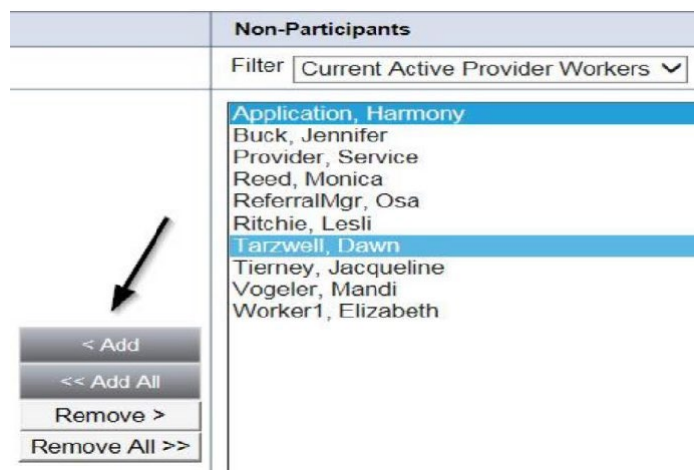 Non-Participants
Filter Current Active Provider Workers
Application, Harmony
Buck, Jennifer
Provider, Service
Reed, Monica
ReferralMgr, Osa
Ritchie, Lesli
Tarzwell, Dawn
Tierney, Jacqueline
Vogeler, Mandi
Worker1, Elizabeth
< Add
<< Add All
Remove >
Remove All >>